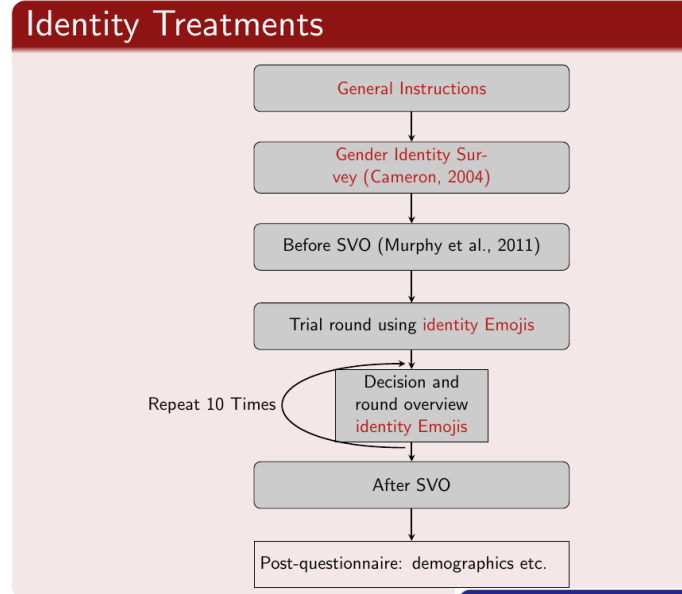 Identity Treatments
General Instructions
Gender Identity Sur-
vey (Cameron, 2004)
Before SVO (Murphy et al., 2011)
Trial round using identity Emojis
Decision and
round overview
identity Emojis
Repeat 10 Times
After SVO
Post-questionnaire: demographics etc.